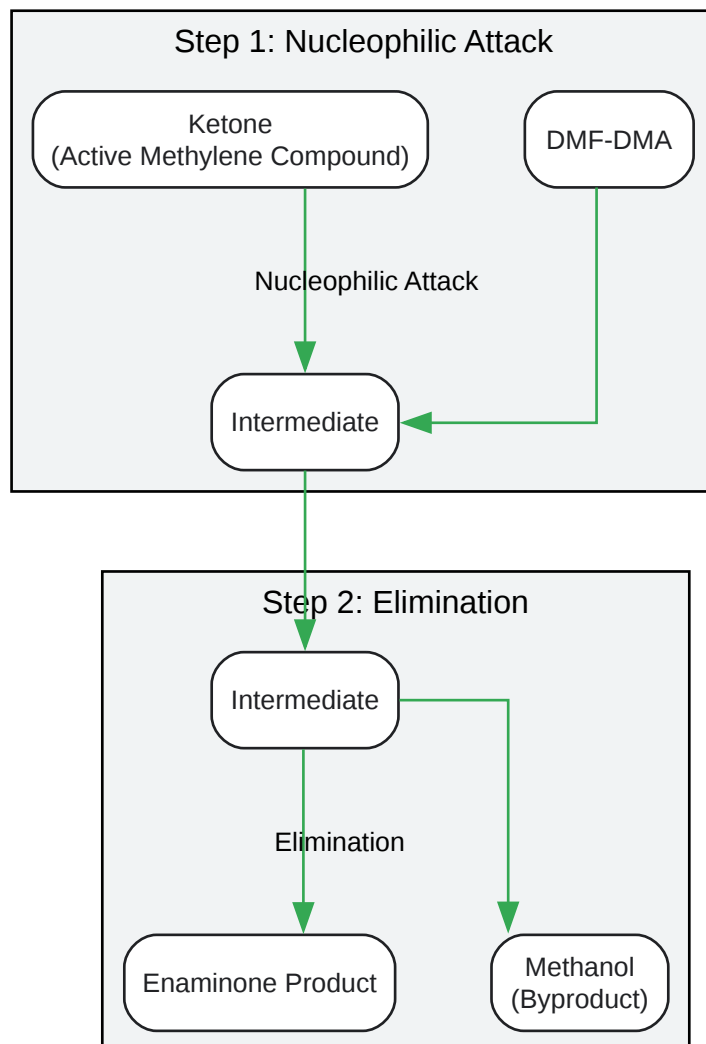 Step 1: Nucleophilic Attack
Ketone
(Active Methylene Compound)
DMF-DMA
Nucleophilic Attack
Intermediate
Step 2: Elimination
Intermediate
Elimination
Enaminone Product
Methanol
(Byproduct)